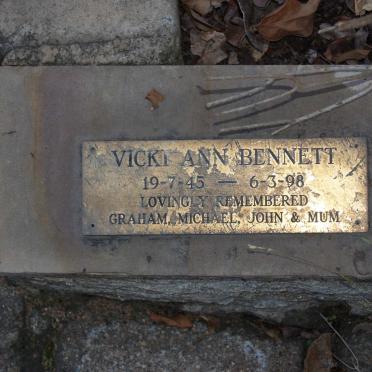 VICKI ANN BENNETT
19-7-45 — 6-3-98
LOVINGLY REMEMBERED
GRAHAM, MICHAEL, JOHN & MUM